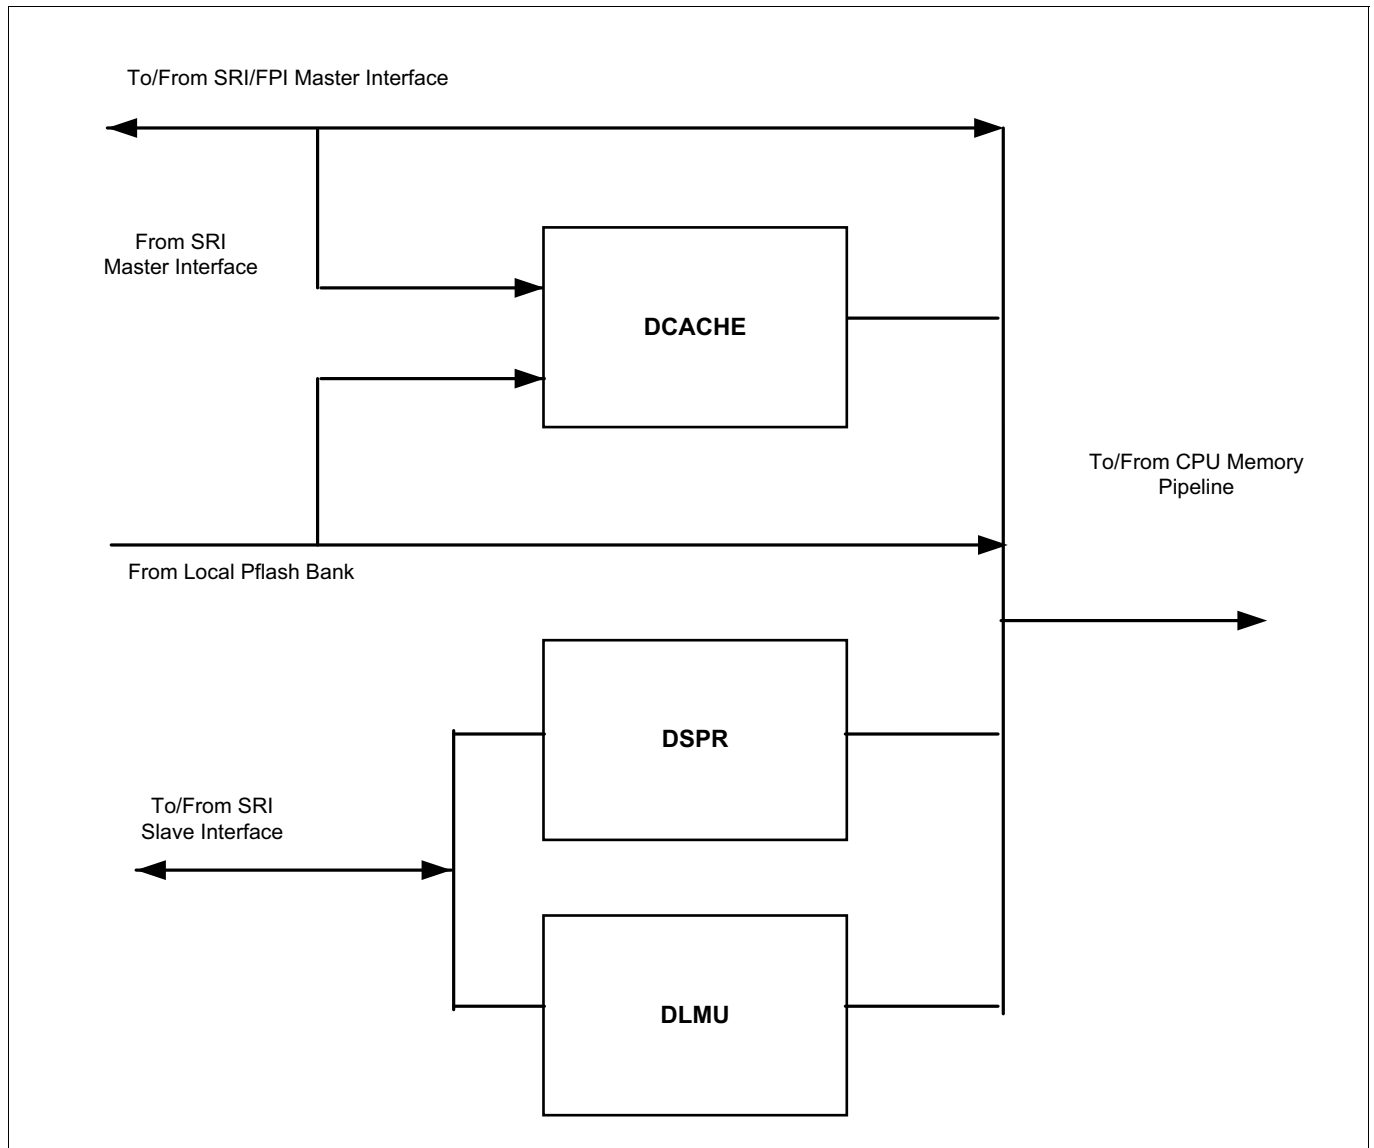 To/From SRI/FPI Master Interface
From SRI
Master Interface
DCACHE
To/From CPU Memory
Pipeline
From Local Pflash Bank
DSPR
To/From SRI
Slave Interface
DLMU